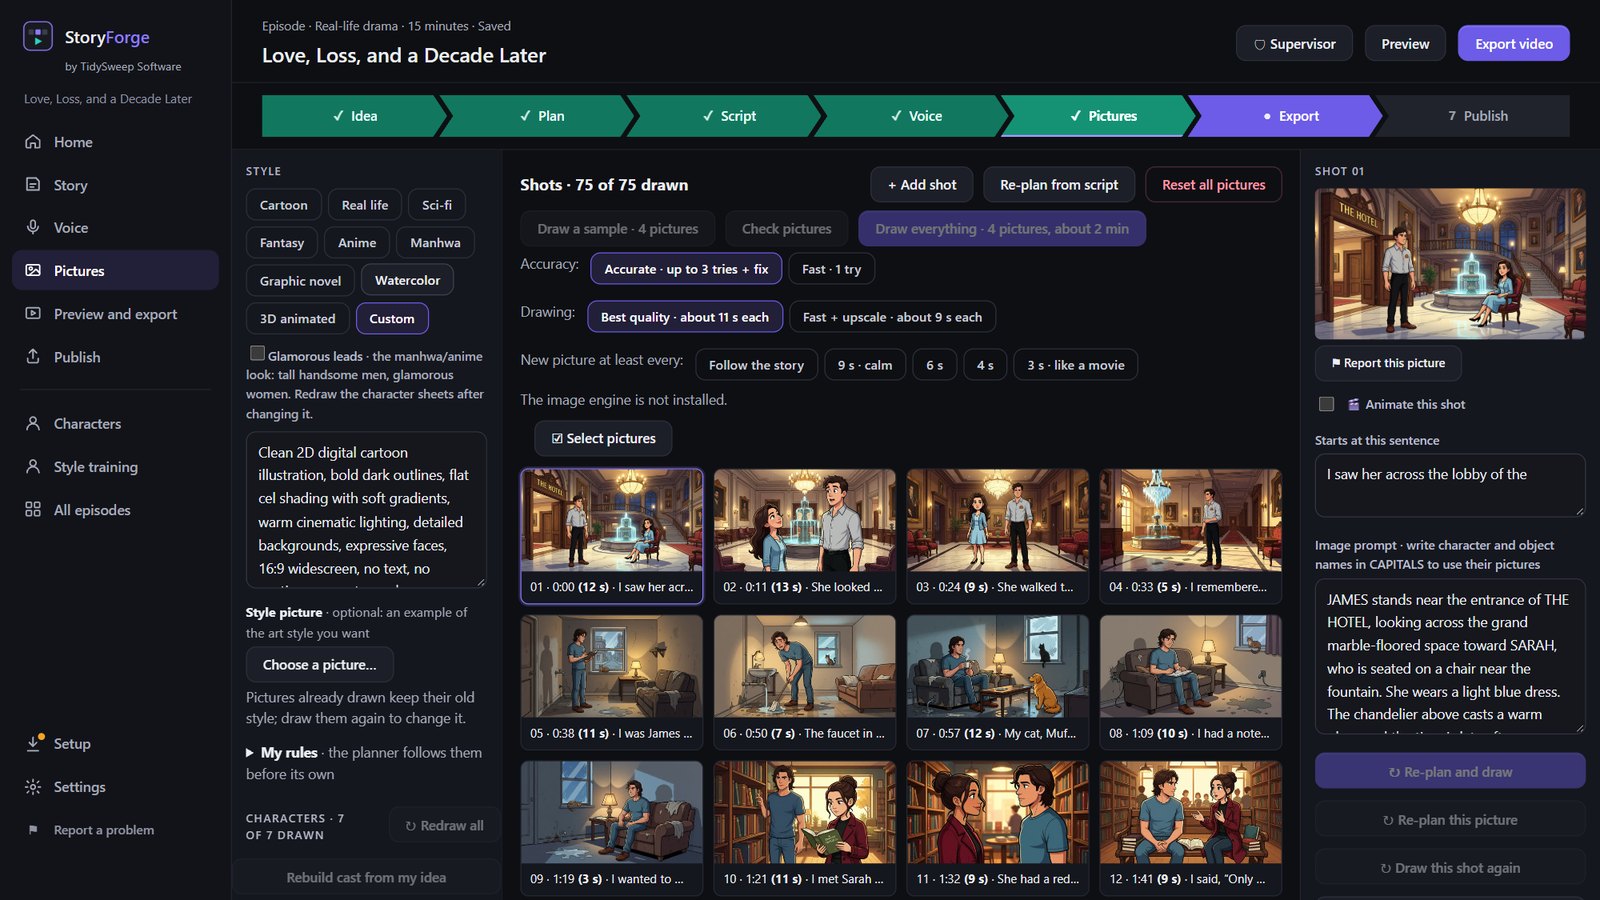 StoryForge
by TidySweep Software
Love, Loss, and a Decade Later
Home
Story
Voice
Pictures
Preview and export
Publish
Characters
Style training
All episodes
Setup
Settings
Report a problem
Episode · Real-life drama · 15 minutes · Saved
Love, Loss, and a Decade Later
Supervisor
Preview
Export video
✓ Idea
✓ Plan
✓ Script
✓ Voice
✓ Pictures
● Export
7 Publish
STYLE
Cartoon
Real life
Sci-fi
Fantasy
Anime
Manhwa
Graphic novel
Watercolor
3D animated
Custom
Glamorous leads · the manhwa/anime
look: tall handsome men, glamorous
women. Redraw the character sheets after
changing it.
Clean 2D digital cartoon
illustration, bold dark outlines, flat
cel shading with soft gradients,
warm cinematic lighting, detailed
backgrounds, expressive faces,
16:9 widescreen, no text, no
Style picture · optional: an example of
the art style you want
Choose a picture...
Pictures already drawn keep their old
style; draw them again to change it.
▶ My rules · the planner follows them
before its own
CHARACTERS · 7
OF 7 DRAWN
↻ Redraw all
Rebuild cast from my idea
Shots · 75 of 75 drawn
+ Add shot
Re-plan from script
Reset all pictures
Draw a sample · 4 pictures
Check pictures
Draw everything · 4 pictures, about 2 min
Accuracy:
Accurate · up to 3 tries + fix
Fast · 1 try
Drawing:
Best quality · about 11 s each
Fast + upscale · about 9 s each
New picture at least every:
Follow the story
9 s · calm
6 s
4 s
3 s · like a movie
The image engine is not installed.
☑ Select pictures
THE HOTEL
01 · 0:00 (12 s) · I saw her acr...
02 · 0:11 (13 s) · She looked ...
03 · 0:24 (9 s) · She walked t...
04 · 0:33 (5 s) · I remembere...
05 · 0:38 (11 s) · I was James ...
06 · 0:50 (7 s) · The faucet in ...
07 · 0:57 (12 s) · My cat, Muf...
08 · 1:09 (10 s) · I had a note...
09 · 1:19 (3 s) · I wanted to ...
10 · 1:21 (11 s) · I met Sarah ...
11 · 1:32 (9 s) · She had a red...
12 · 1:41 (9 s) · I said, "Only ...
SHOT 01
THE HOTEL
⚑ Report this picture
Animate this shot
Starts at this sentence
I saw her across the lobby of the
Image prompt · write character and object
names in CAPITALS to use their pictures
JAMES stands near the entrance of THE
HOTEL, looking across the grand
marble-floored space toward SARAH,
who is seated on a chair near the
fountain. She wears a light blue dress.
The chandelier above casts a warm
↻ Re-plan and draw
↻ Re-plan this picture
↻ Draw this shot again